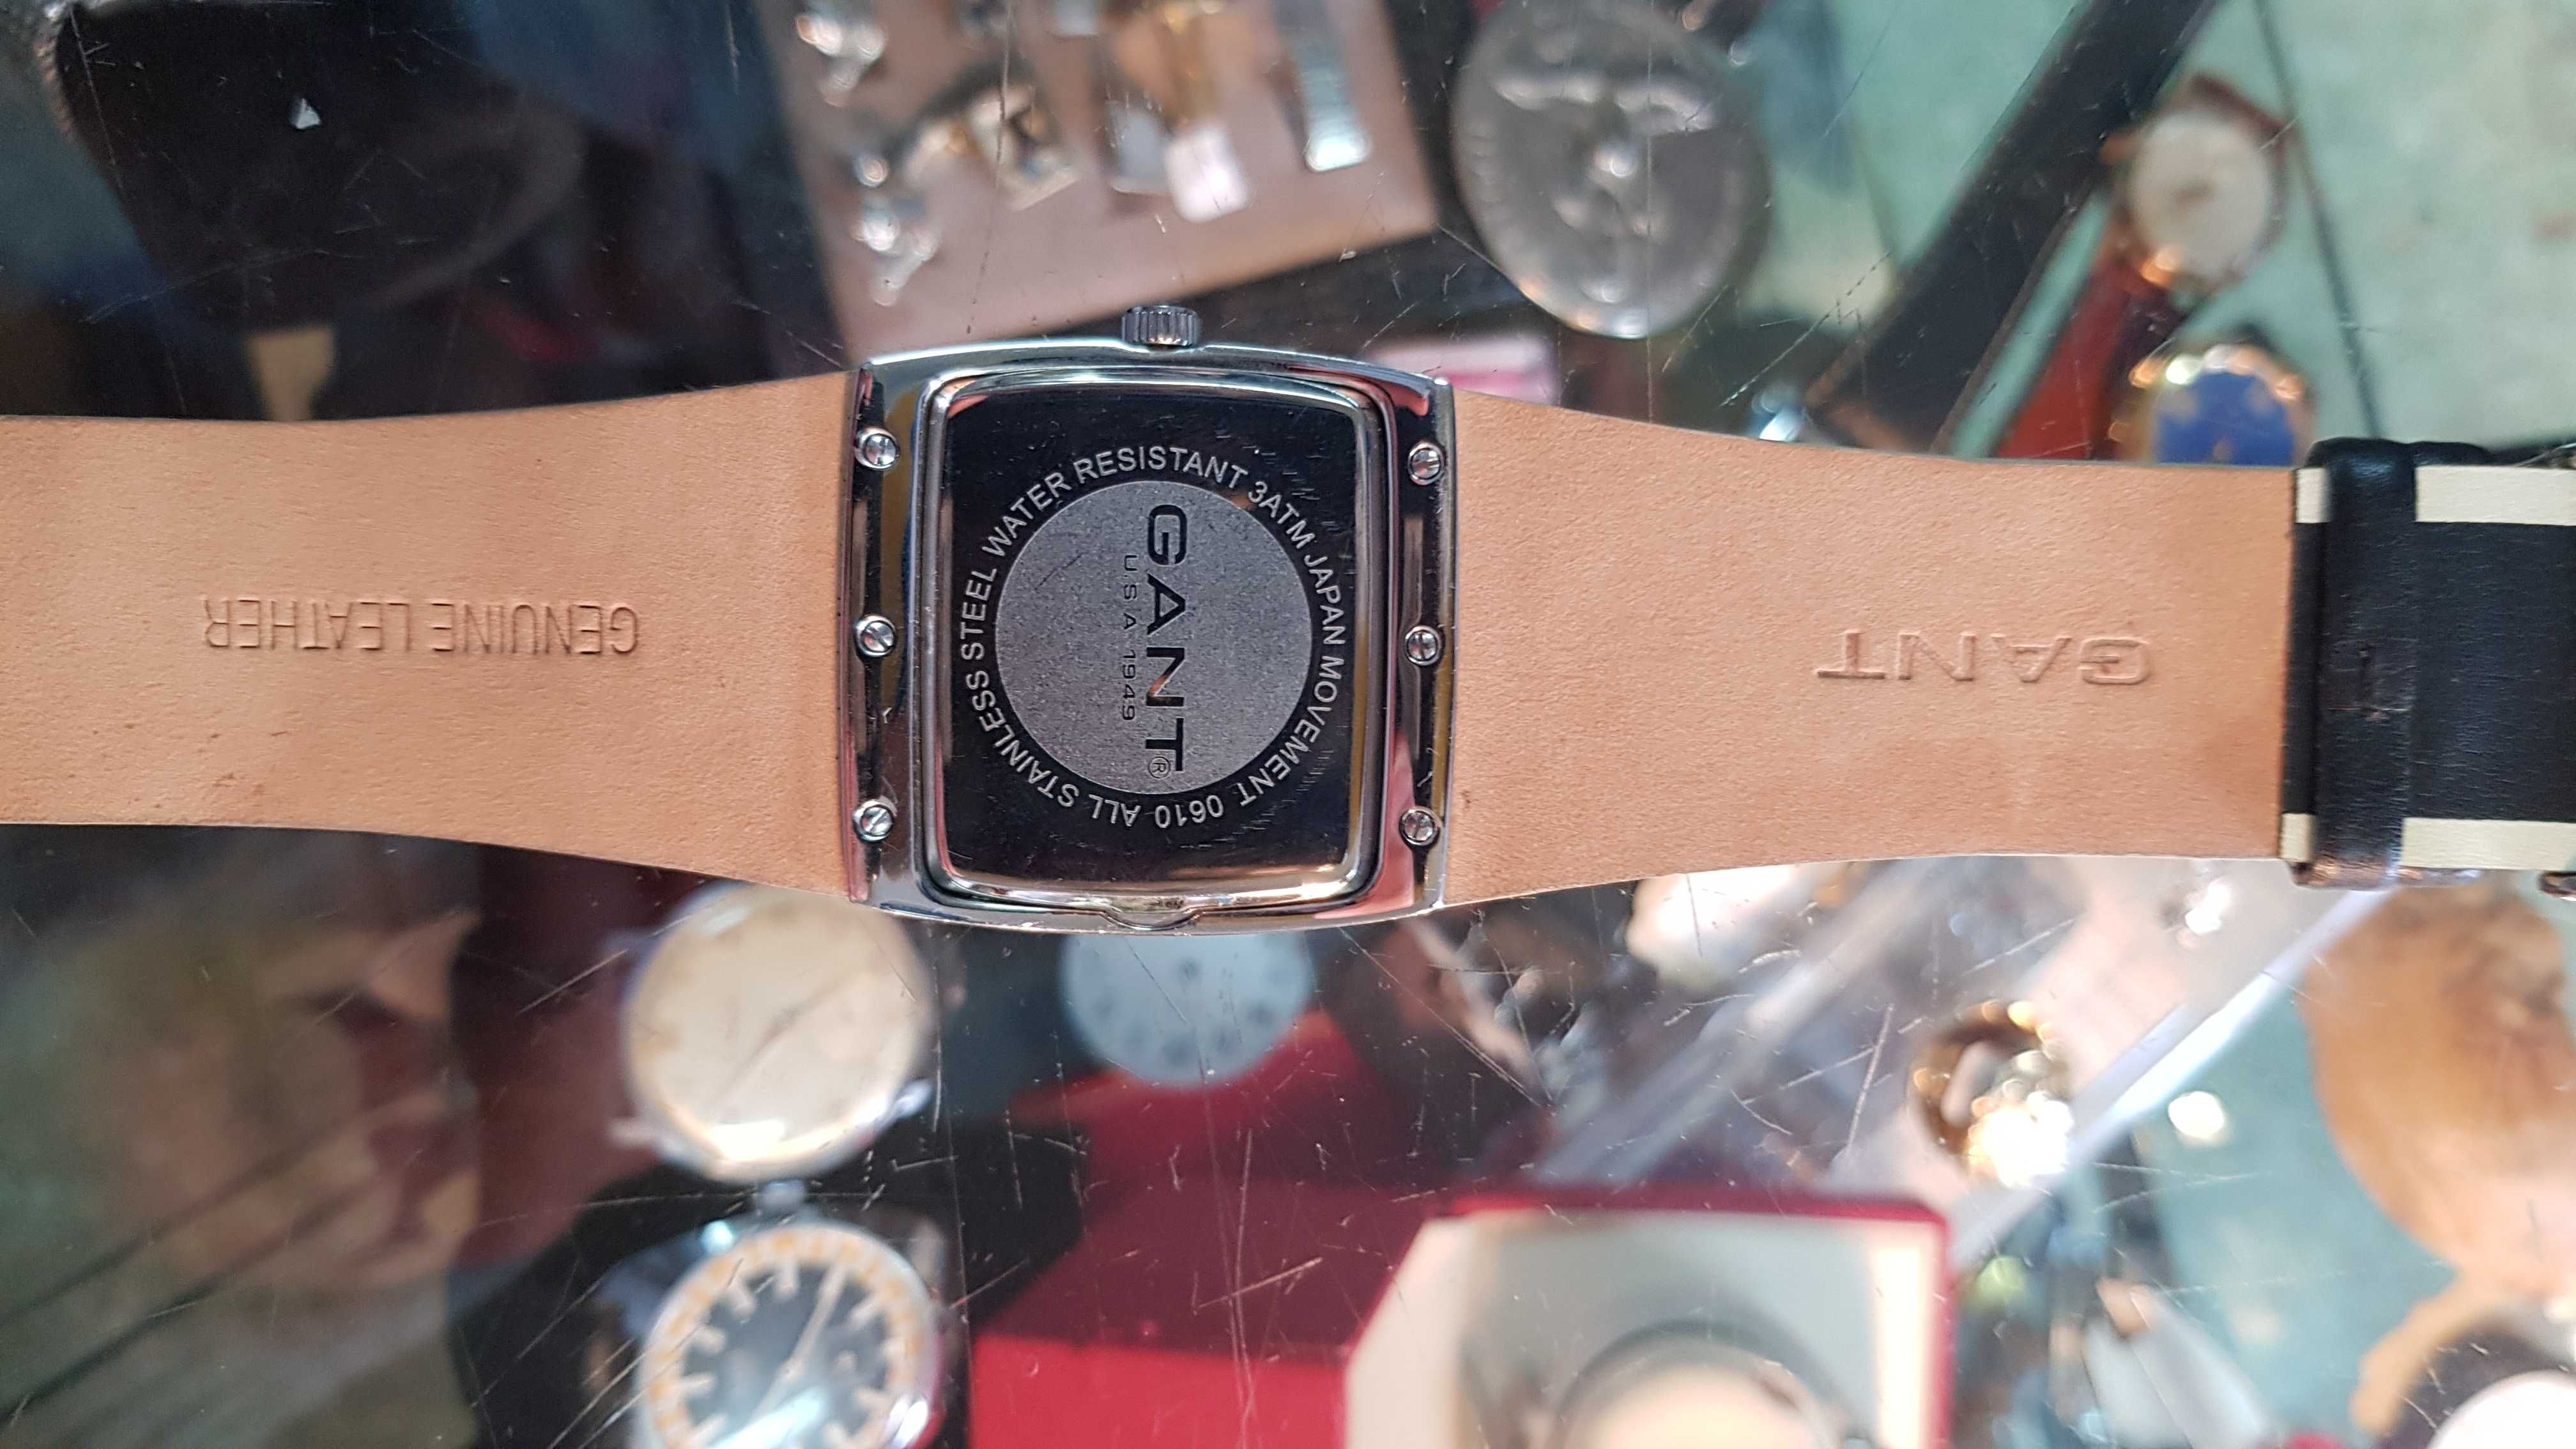 GENUINE LEATHER
WATER RESISTANT 3ATM JAPAN MOVEMENT 0610 ALL STAINLESS STEEL
GANT®
USA 1949
GANT